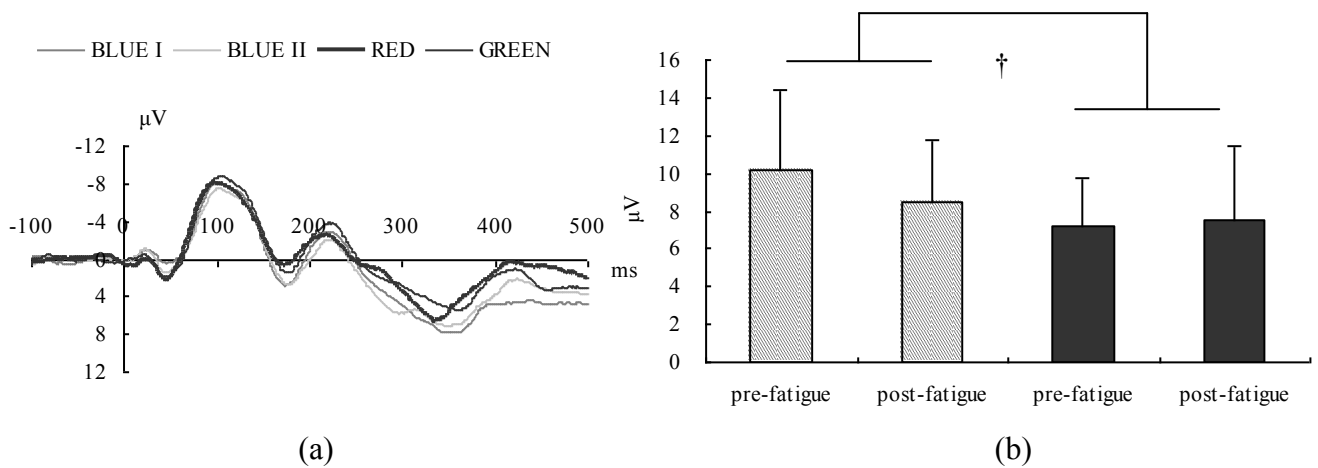 BLUE I BLUE II RED GREEN
μV
-12
-8
-4
-100 0 100 200 300 400 500
0
ms
4
8
12
(a)
†
16
14
12
10
μV
8
6
4
2
0
pre-fatigue post-fatigue pre-fatigue post-fatigue
(b)